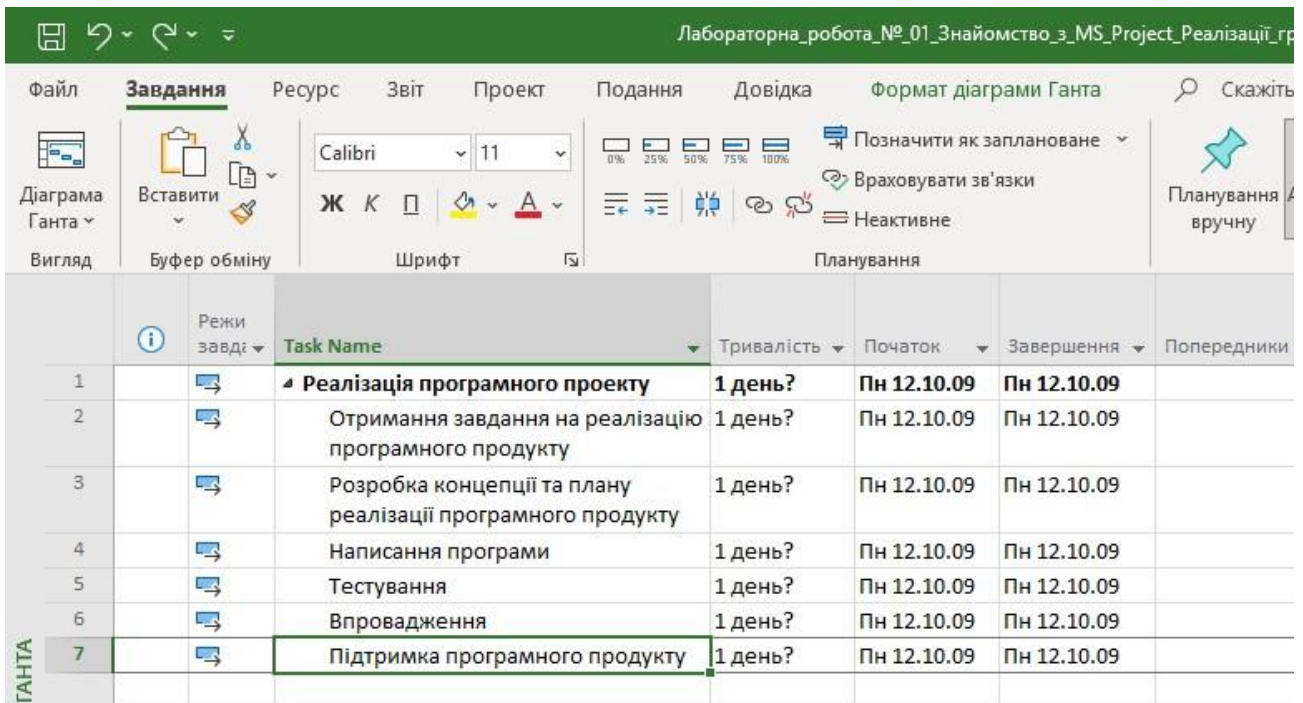 Лабораторна_робота_№_01_Знайомство_з_MS_Project_Реалізації_гр
Файл Завдання Ресурс Звіт Проект Подання Довідка Формат діаграми Ганта Скажіть
Діаграма Ганта
Вигляд
Вставити
Буфер обміну
Calibri 11
Ж К П А
Шрифт
0% 25% 50% 75% 100%
Позначити як заплановане
Враховувати зв'язки
Неактивне
Планування
Планування вручну
Режи завда Task Name Тривалість Початок Завершення Попередники
1 Реалізація програмного проекту 1 день? Пн 12.10.09 Пн 12.10.09
2 Отримання завдання на реалізацію 1 день? Пн 12.10.09 Пн 12.10.09
програмного продукту
3 Розробка концепції та плану 1 день? Пн 12.10.09 Пн 12.10.09
реалізації програмного продукту
4 Написання програми 1 день? Пн 12.10.09 Пн 12.10.09
5 Тестування 1 день? Пн 12.10.09 Пн 12.10.09
6 Впровадження 1 день? Пн 12.10.09 Пн 12.10.09
7 Підтримка програмного продукту 1 день? Пн 12.10.09 Пн 12.10.09
ГАНТА